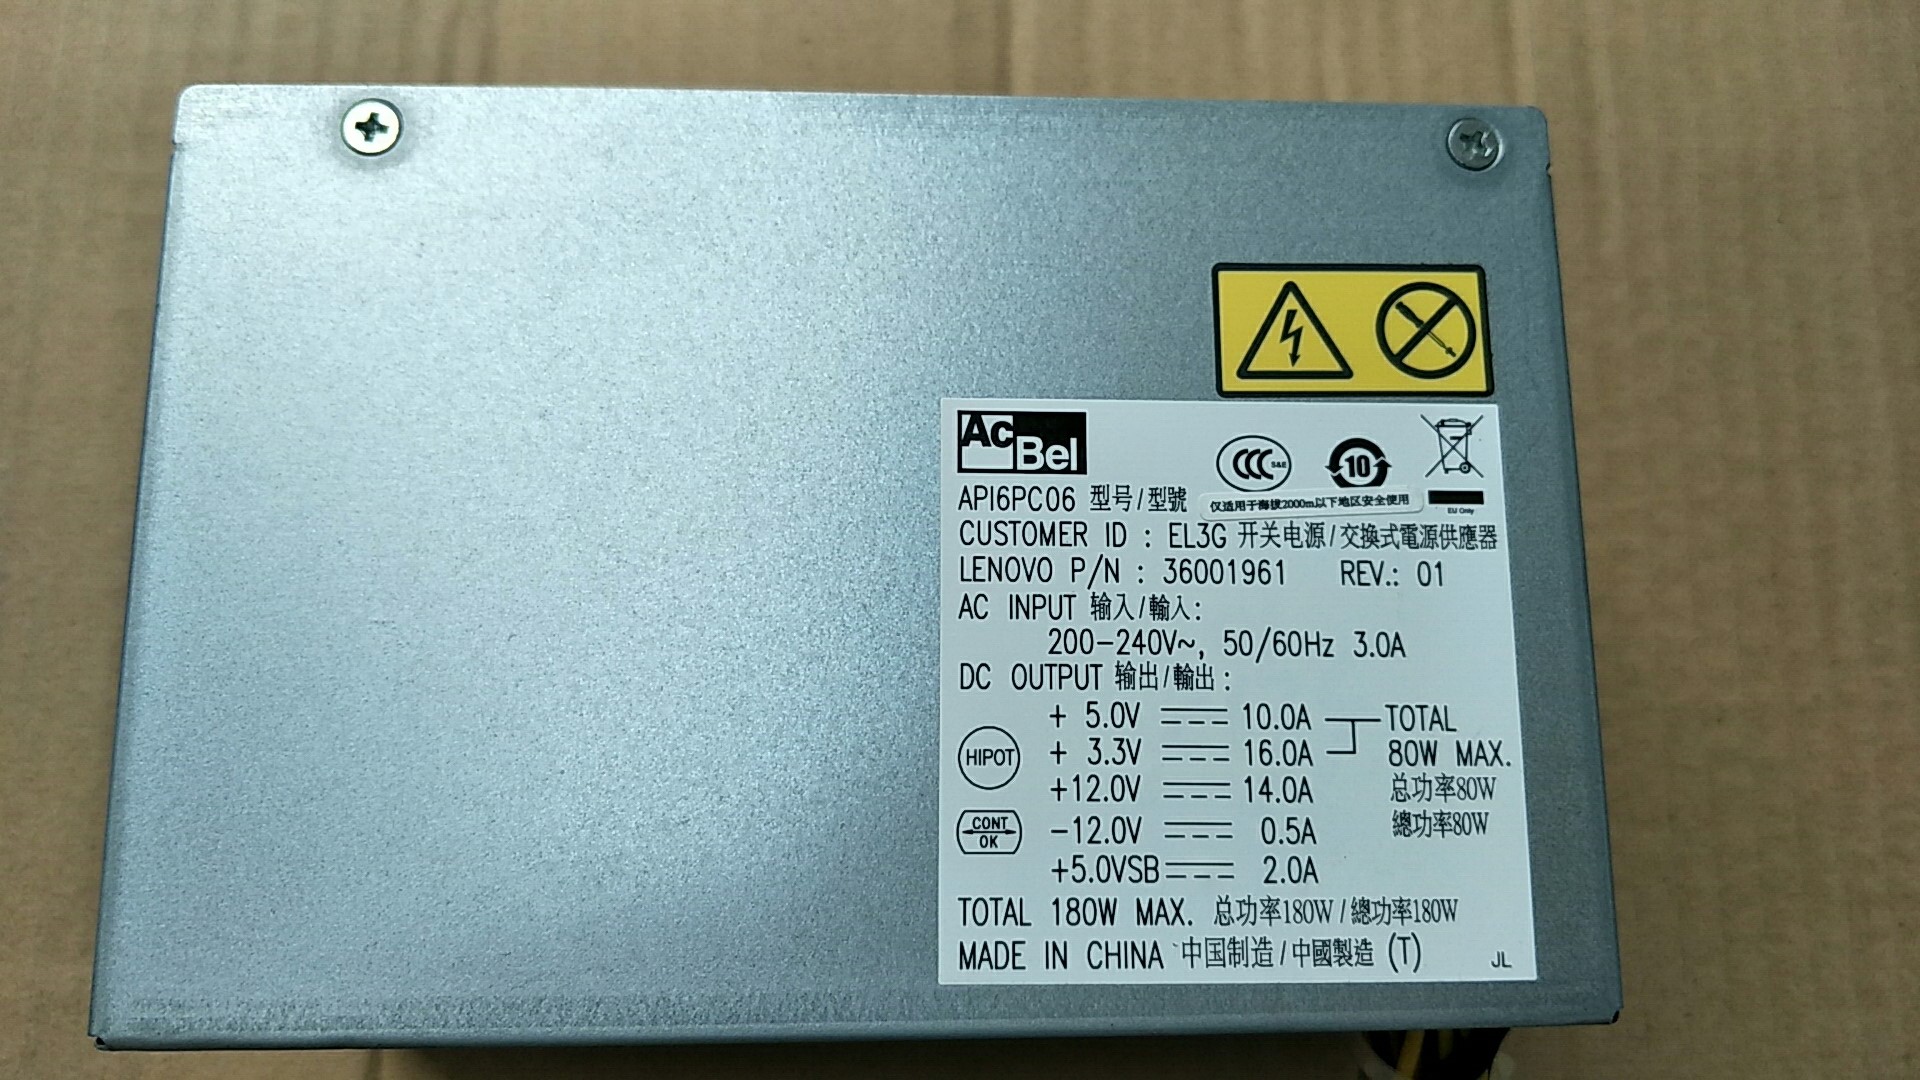 AcBel
CCC S&E
10
API6PC06 型号/型號
仅适用于海拔2000m以下地区安全使用
EU Only
CUSTOMER ID : EL3G 开关电源/交換式電源供應器
LENOVO P/N : 36001961 REV.: 01
AC INPUT 输入/輸入:
200-240V~, 50/60Hz 3.0A
DC OUTPUT 输出/輸出:
+ 5.0V 10.0A TOTAL
HIPOT + 3.3V 16.0A 80W MAX.
+12.0V 14.0A 总功率80W
CONT OK -12.0V 0.5A 總功率80W
+5.0VSB 2.0A
TOTAL 180W MAX. 总功率180W/總功率180W
MADE IN CHINA 中国制造/中國製造 (T) JL